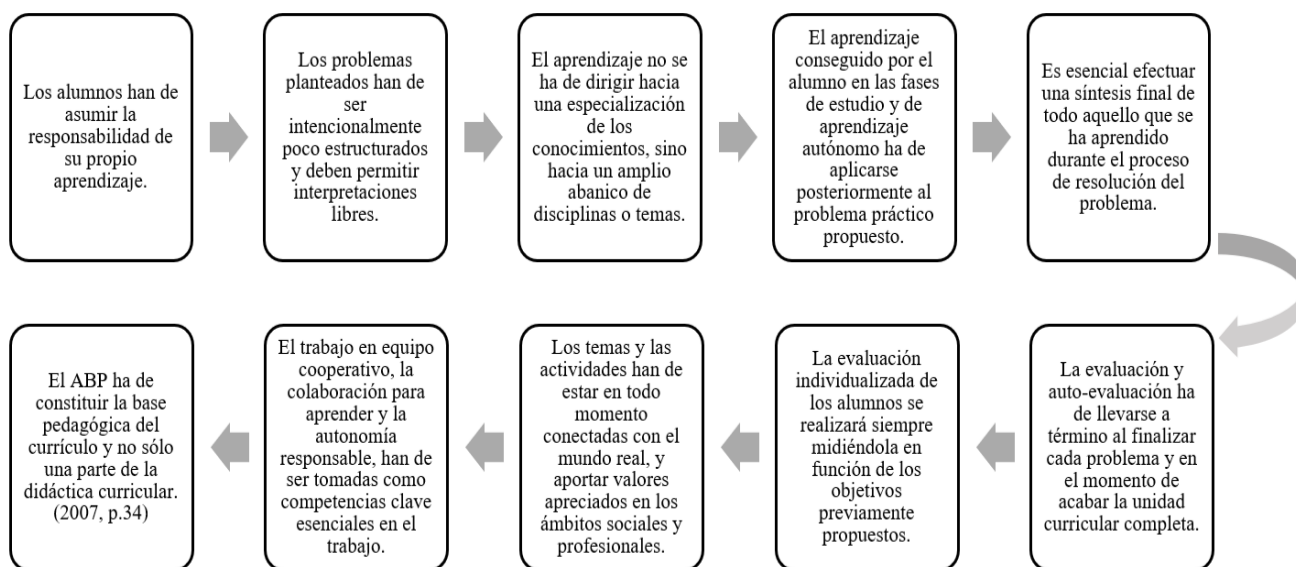 Los alumnos han de
asumir la
responsabilidad de
su propio
aprendizaje.
Los problemas
planteados han de
ser
intencionalmente
poco estructurados
y deben permitir
interpretaciones
libres.
El aprendizaje no se
ha de dirigir hacia
una especialización
de los
conocimientos, sino
hacia un amplio
abanico de
disciplinas o temas.
El aprendizaje
conseguido por el
alumno en las fases
de estudio y de
aprendizaje
autónomo ha de
aplicarse
posteriormente al
problema práctico
propuesto.
Es esencial efectuar
una síntesis final de
todo aquello que se
ha aprendido
durante el proceso
de resolución del
problema.
La evaluación y
auto-evaluación ha
de llevarse a
término al finalizar
cada problema y en
el momento de
acabar la unidad
curricular completa.
La evaluación
individualizada de
los alumnos se
realizará siempre
midiéndola en
función de los
objetivos
previamente
propuestos.
Los temas y las
actividades han de
estar en todo
momento
conectadas con el
mundo real, y
aportar valores
apreciados en los
ámbitos sociales y
profesionales.
El trabajo en equipo
cooperativo, la
colaboración para
aprender y la
autonomía
responsable, han de
ser tomadas como
competencias clave
esenciales en el
trabajo.
El ABP ha de
constituir la base
pedagógica del
currículo y no sólo
una parte de la
didáctica curricular.
(2007, p.34)